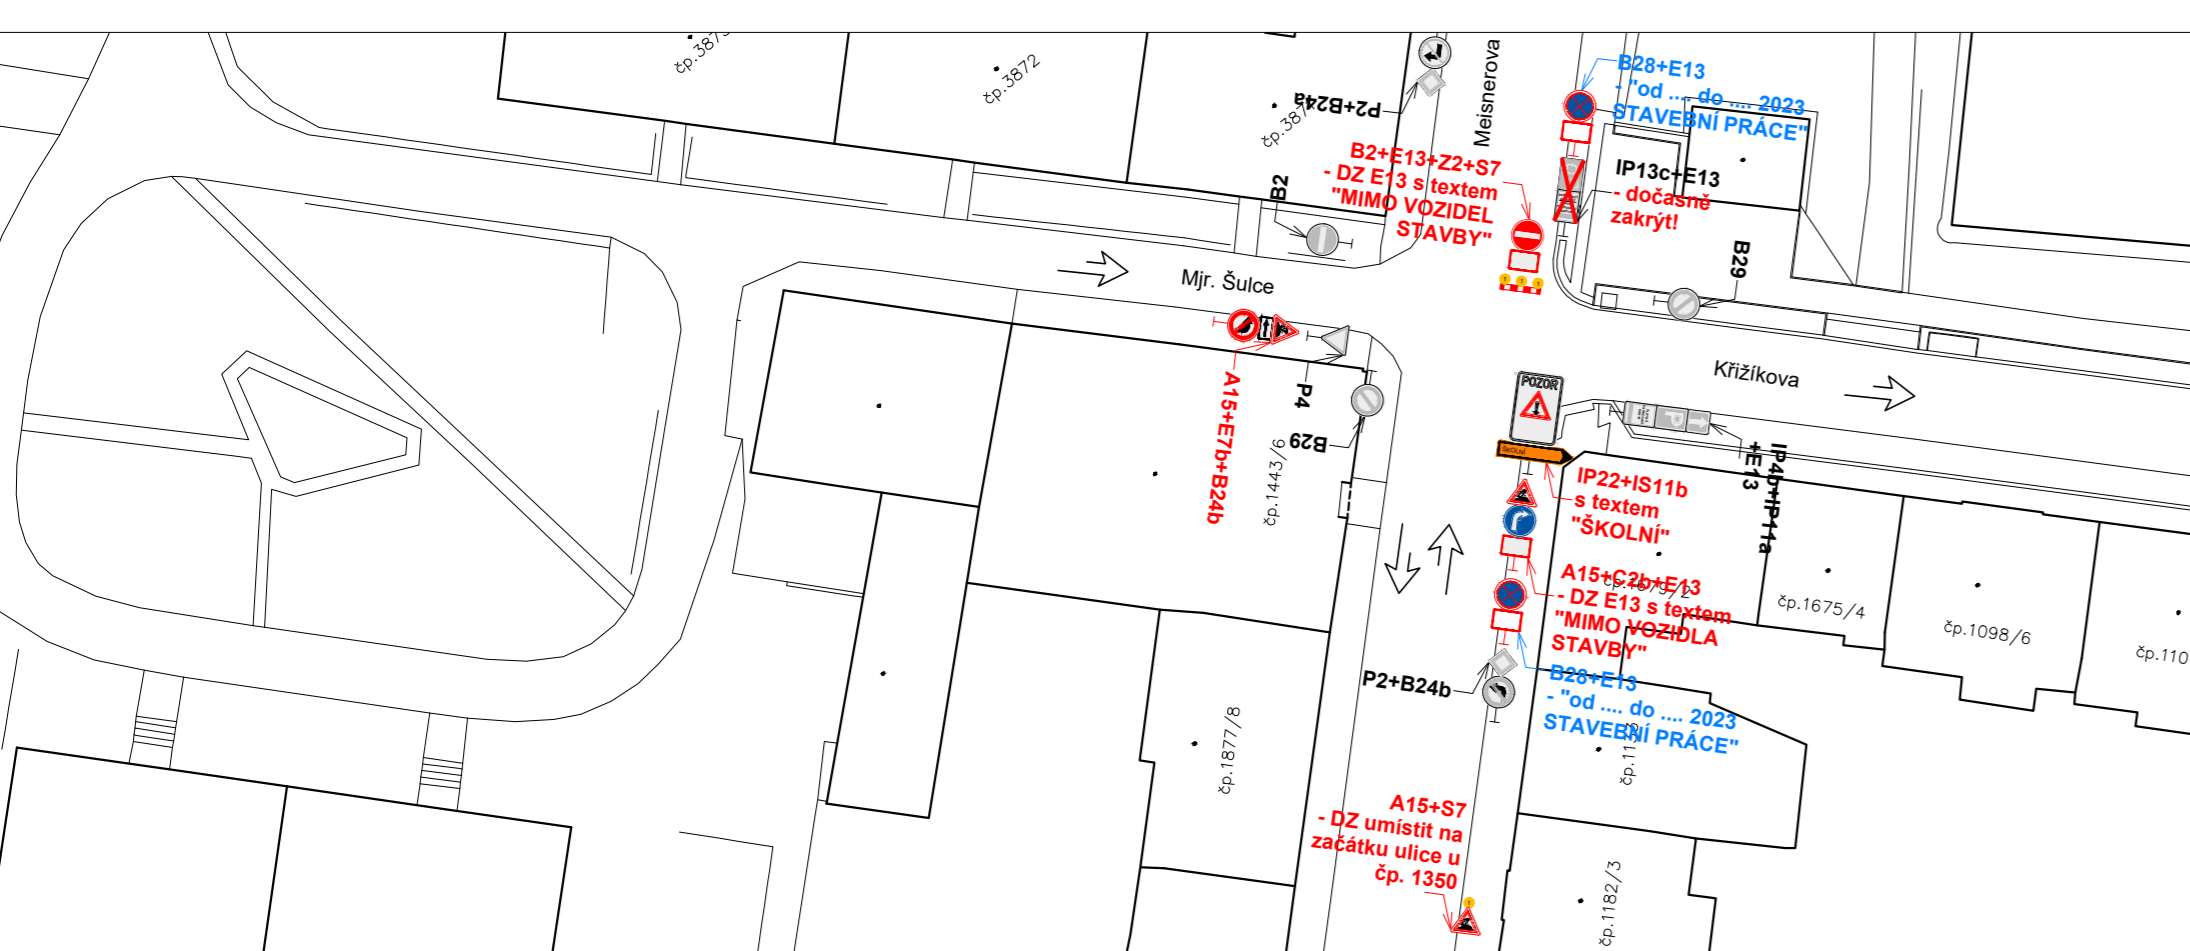 čp.3872
P2+B24a
Meisnerova
B28+E13
- "od .... do .... 2023
STAVEBNÍ PRÁCE"
B2+E13+Z2+S7
- DZ E13 s textem
"MIMO VOZIDEL
STAVBY"
IP13c+E13
- dočasně
zakrýt!
B2
B29
Mjr. Šulce
Křižíkova
A15+E7b+B24b
P4
B29
čp.1443/6
POZOR
ŠKOLNÍ
IP22+IS11b
s textem
"ŠKOLNÍ"
IP4b+IP11a
+E13
A15+C2b+E13
- DZ E13 s textem
"MIMO VOZIDLA
STAVBY"
čp.1675/4
čp.1098/6
čp.110
P2+B24b
B28+E13
- "od .... do .... 2023
STAVEBNÍ PRÁCE"
čp.1877/8
A15+S7
- DZ umístit na
začátku ulice u
čp. 1350
čp.1182/3